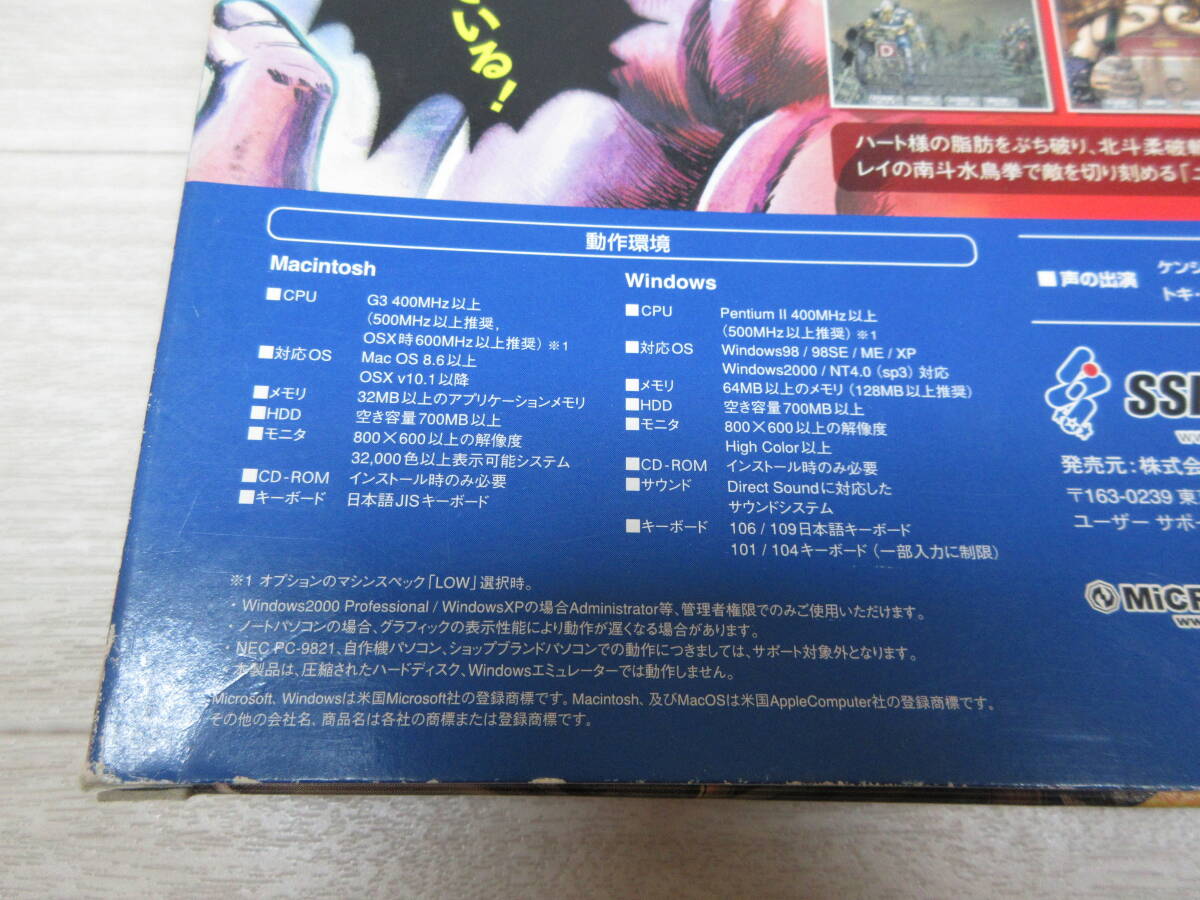 いる!
ハート様の脂肪をぶち破り、北斗柔破
レイの南斗水鳥拳で敵を切り刻める「
動作環境
Macintosh
■CPU G3 400MHz以上
(500MHz以上推奨,
OSX時600MHz以上推奨)※1
■対応OS Mac OS 8.6以上
OSX v10.1以降
■メモリ 32MB以上のアプリケーションメモリ
■HDD 空き容量700MB以上
■モニタ 800×600以上の解像度
32,000色以上表示可能システム
■CD-ROM インストール時のみ必要
■キーボード 日本語JISキーボード
Windows
■CPU Pentium II 400MHz以上
(500MHz以上推奨)※1
■対応OS Windows98 / 98SE / ME / XP
Windows2000 / NT4.0(sp3)対応
■メモリ 64MB以上のメモリ(128MB以上推奨)
■HDD 空き容量700MB以上
■モニタ 800×600以上の解像度
High Color以上
■CD-ROM インストール時のみ必要
■サウンド Direct Soundに対応した
サウンドシステム
■キーボード 106 / 109日本語キーボード
101 / 104キーボード(一部入力に制限)
※1 オプションのマシンスペック「LOW」選択時。
・Windows2000 Professional / WindowsXPの場合Administrator等、管理者権限でのみご使用いただけます。
・ノートパソコンの場合、グラフィックの表示性能により動作が遅くなる場合があります。
・NEC PC-9821、自作機パソコン、ショップブランドパソコンでの動作につきましては、サポート対象外となります。
・本製品は、圧縮されたハードディスク、Windowsエミュレーターでは動作しません。
Microsoft、Windowsは米国Microsoft社の登録商標です。Macintosh、及びMacOSは米国AppleComputer社の登録商標です。
その他の会社名、商品名は各社の商標または登録商標です。
■声の出演 ケンシ
トキ
SSI
発売元:株式会
〒163-0239 東
ユーザー サポ
MiCR
ww